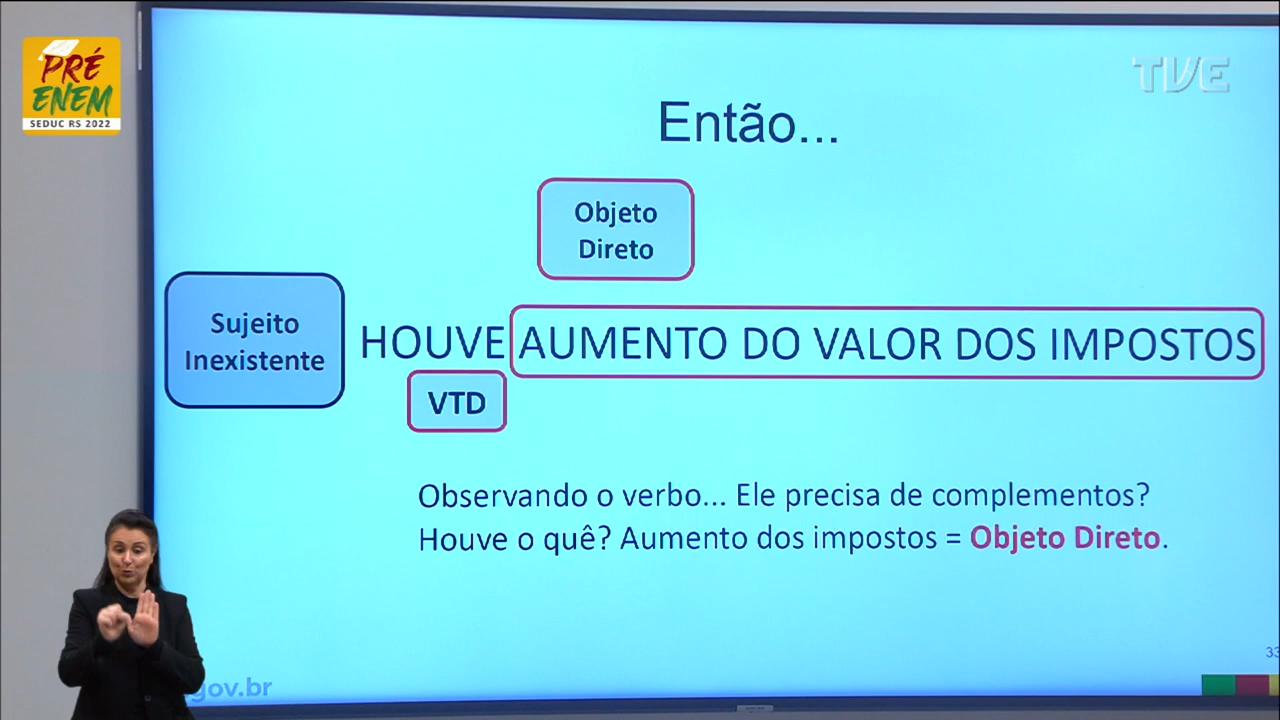 PRÉ
ENEM
SEDUC RS 2022
TVE
Então...
Objeto
Direto
Sujeito
Inexistente
HOUVE AUMENTO DO VALOR DOS IMPOSTOS
VTD
Observando o verbo... Ele precisa de complementos?
Houve o quê? Aumento dos impostos = Objeto Direto.
33
gov.br